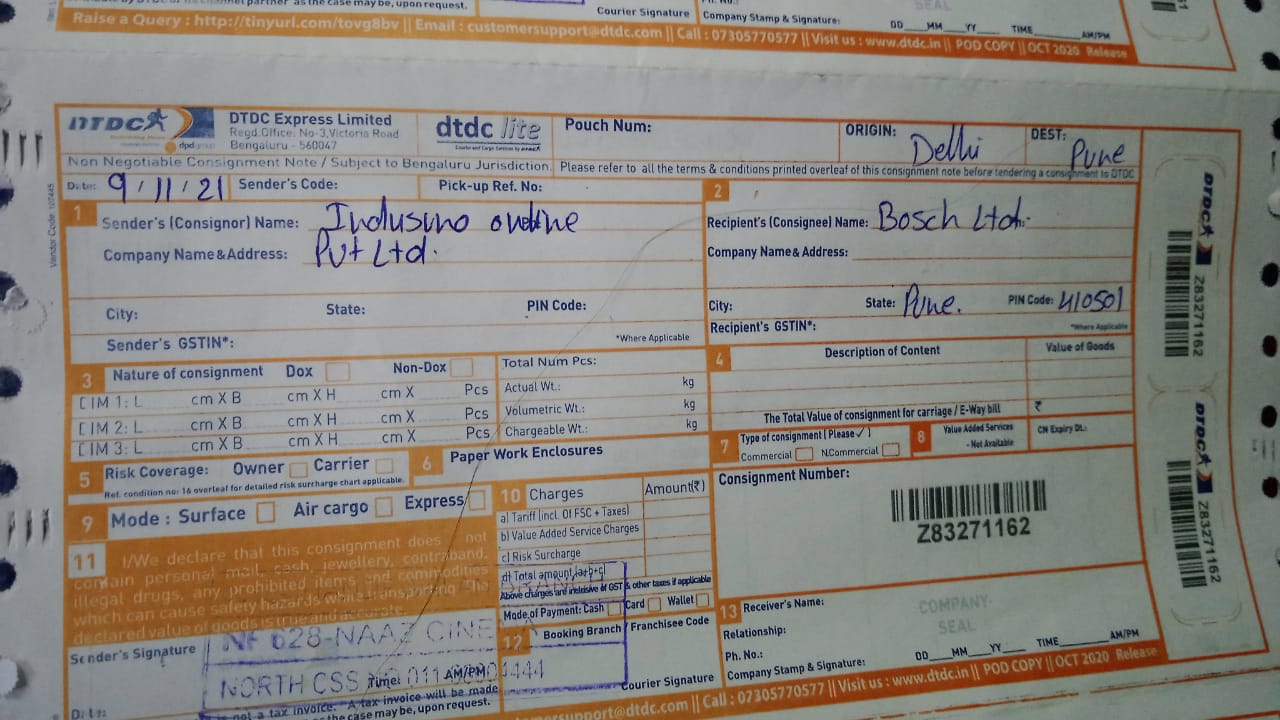 channel partner as the case may be, upon request.
Courier Signature
Company Stamp & Signature:
SEAL
DD___MM___YY___ TIME________AM/PM
Raise a Query : http://tinyurl.com/tovg8bv || Email : customersupport@dtdc.com || Call : 07305770577 || Visit us : www.dtdc.in || POD COPY || OCT 2020 Release
DTDC
DTDC Express Limited
Regd.Office: No-3,Victoria Road
Bengaluru - 560047
dtdc lite
Pouch Num:
ORIGIN: Delhi
DEST: Pune
Non Negotiable Consignment Note / Subject to Bengaluru Jurisdiction
Please refer to all the terms & conditions printed overleaf of this consignment note before tendering a consignment to DTDC
Date: 9/11/21
Sender's Code:
Pick-up Ref. No:
Vendor Code: 107445
1
Sender's (Consignor) Name:
Company Name & Address: Pvt Ltd.
City:
State:
PIN Code:
Sender's GSTIN*:
*Where Applicable
2
Recipient's (Consignee) Name: Bosch Ltd.
Company Name & Address:
City:
State: Pune.
PIN Code: 410501
Recipient's GSTIN*:
*Where Applicable
3
Nature of consignment Dox Non-Dox
DIM 1: L cm X B cm X H cm X Pcs
DIM 2: L cm X B cm X H cm X Pcs
DIM 3: L cm X B cm X H cm X Pcs
Total Num Pcs:
Actual Wt.: kg
Volumetric Wt.: kg
Chargeable Wt.: kg
4
Description of Content
Value of Goods
The Total Value of consignment for carriage / E-Way bill ₹
5
Risk Coverage: Owner Carrier
Ref. condition no: 16 overleaf for detailed risk surcharge chart applicable.
6
Paper Work Enclosures
7
Type of consignment (Please ✓)
Commercial N.Commercial
8
Value Added Services
- Not Available
CN Expiry Dt.:
9
Mode : Surface Air cargo Express
10 Charges
Amount(₹)
a) Tariff (incl. Of FSC + Taxes)
b) Value Added Service Charges
c) Risk Surcharge
d) Total amount(a+b+c)
Above charges are inclusive of GST & other taxes if applicable
Mode of Payment: Cash Card Wallet
11
I/We declare that this consignment does not
contain personal mail, cash, jewellery, contraband,
illegal drugs, any prohibited items and commodities
which can cause safety hazards while transporting. The
declared value of goods is true and accurate.
12
Booking Branch / Franchisee Code
Consignment Number:
Z83271162
Sender's Signature
NF 628-NAAZ CINE
NORTH CSS
Time: AM/PM
Date:
is not a tax invoice. A tax invoice will be made
the case may be, upon request.
Courier Signature
13
Receiver's Name:
Relationship:
Ph. No.:
Company Stamp & Signature:
COMPANY
SEAL
DD___MM___YY___ TIME________AM/PM
customersupport@dtdc.com || Call : 07305770577 || Visit us : www.dtdc.in || POD COPY || OCT 2020 Release
DTDC
Z83271162
DTDC
Z83271162